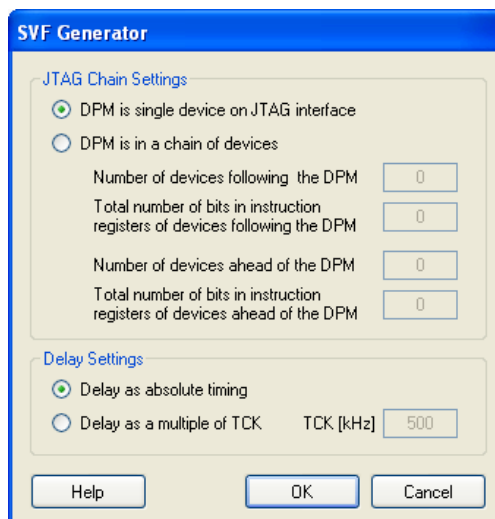 SVF Generator
JTAG Chain Settings
DPM is single device on JTAG interface
DPM is in a chain of devices
Number of devices following the DPM 0
Total number of bits in instruction
registers of devices following the DPM 0
Number of devices ahead of the DPM 0
Total number of bits in instruction
registers of devices ahead of the DPM 0
Delay Settings
Delay as absolute timing
Delay as a multiple of TCK TCK [kHz] 500
Help OK Cancel